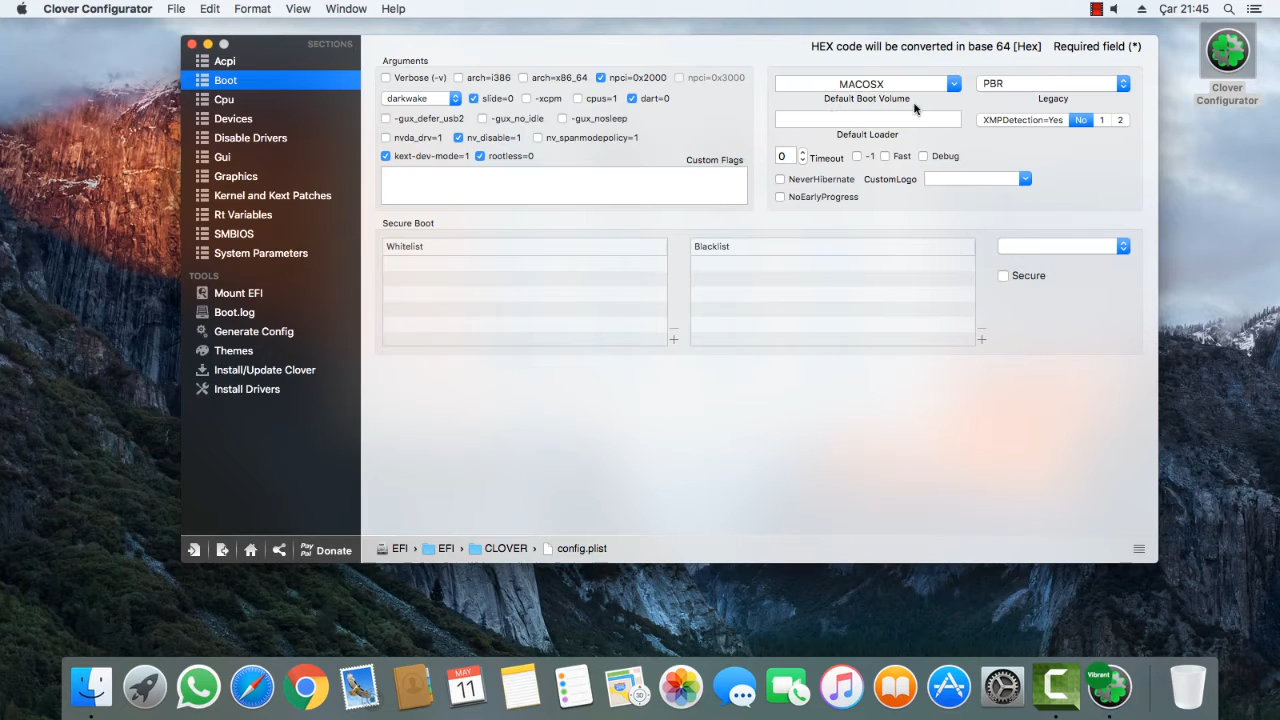 Clover Configurator File Edit Format View Window Help Çar 21:45
SECTIONS
Acpi
Boot
Cpu
Devices
Disable Drivers
Gui
Graphics
Kernel and Kext Patches
Rt Variables
SMBIOS
System Parameters
TOOLS
Mount EFI
Boot.log
Generate Config
Themes
Install/Update Clover
Install Drivers
Pay Pal Donate
HEX code will be converted in base 64 [Hex] Required field (*)
Arguments
Verbose (-v) arch=i386 arch=x86_64 npci=0x2000 npci=0x3000
darkwake slide=0 -xcpm cpus=1 dart=0
-gux_defer_usb2 -gux_no_idle -gux_nosleep
nvda_drv=1 nv_disable=1 nv_spanmodepolicy=1
kext-dev-mode=1 rootless=0 Custom Flags
MACOSX PBR
Default Boot Volume Legacy
XMPDetection=Yes No 1 2
Default Loader
0 Timeout -1 Fast Debug
NeverHibernate CustomLogo
NoEarlyProgress
Secure Boot
Whitelist Blacklist
Secure
EFI › EFI › CLOVER › config.plist
Clover
Configurator
MAY
11
Vibrant